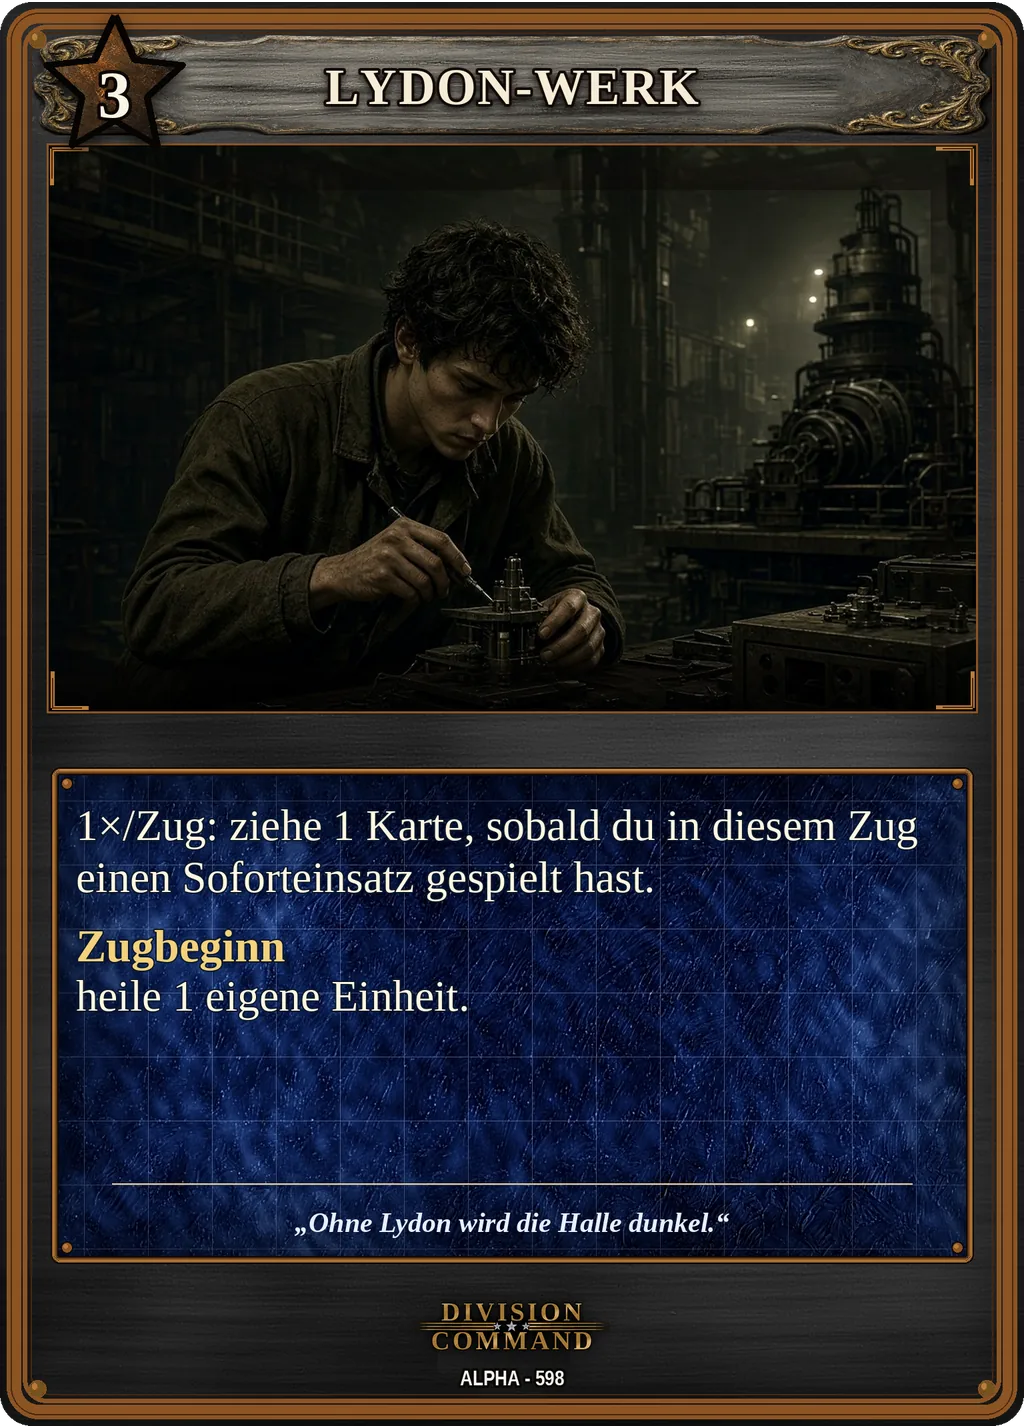 3
LYDON-WERK
1×/Zug: ziehe 1 Karte, sobald du in diesem Zug
einen Soforteinsatz gespielt hast.
Zugbeginn
heile 1 eigene Einheit.
„Ohne Lydon wird die Halle dunkel.“
DIVISION
COMMAND
ALPHA - 598